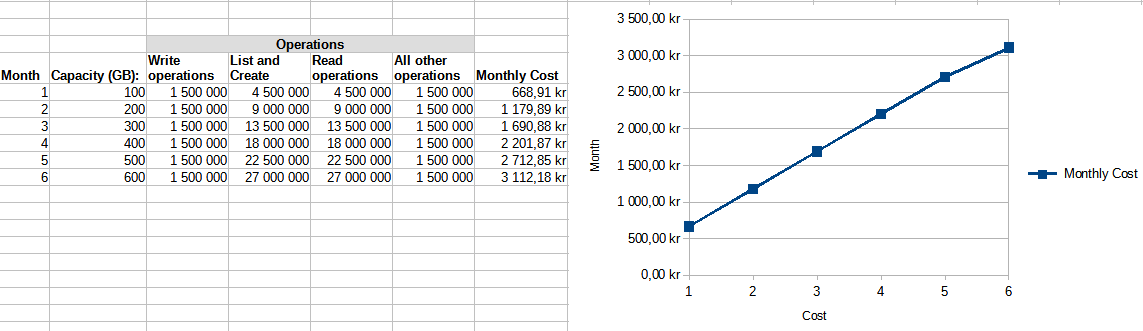 Operations
Month Capacity (GB): Write operations List and Create Read operations All other operations Monthly Cost
1 100 1 500 000 4 500 000 4 500 000 1 500 000 668,91 kr
2 200 1 500 000 9 000 000 9 000 000 1 500 000 1 179,89 kr
3 300 1 500 000 13 500 000 13 500 000 1 500 000 1 690,88 kr
4 400 1 500 000 18 000 000 18 000 000 1 500 000 2 201,87 kr
5 500 1 500 000 22 500 000 22 500 000 1 500 000 2 712,85 kr
6 600 1 500 000 27 000 000 27 000 000 1 500 000 3 112,18 kr
3 500,00 kr
3 000,00 kr
2 500,00 kr
2 000,00 kr
1 500,00 kr
1 000,00 kr
500,00 kr
0,00 kr
Month
1 2 3 4 5 6
Cost
Monthly Cost